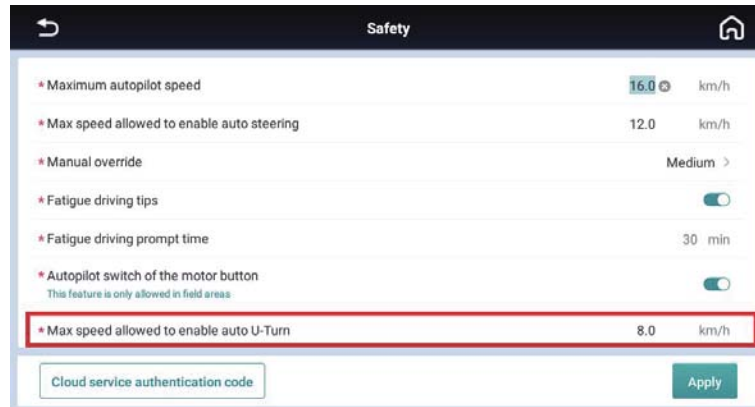 Safety
* Maximum autopilot speed 16.0 km/h
* Max speed allowed to enable auto steering 12.0 km/h
* Manual override Medium >
* Fatigue driving tips
* Fatigue driving prompt time 30 min
* Autopilot switch of the motor button
This feature is only allowed in field areas
* Max speed allowed to enable auto U-Turn 8.0 km/h
Cloud service authentication code Apply